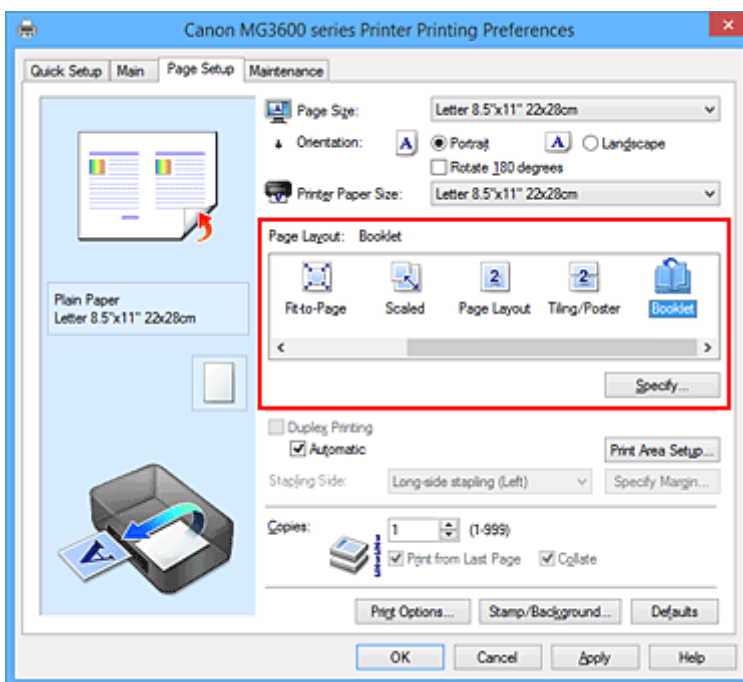 Canon MG3600 series Printer Printing Preferences
Quick Setup Main Page Setup Maintenance
Page Size: Letter 8.5"x11" 22x28cm
Orientation: A Portrait A Landscape
Rotate 180 degrees
Printer Paper Size: Letter 8.5"x11" 22x28cm
Page Layout: Booklet
Fit-to-Page Scaled Page Layout Tiling/Poster Booklet
Specify...
Plain Paper
Letter 8.5"x11" 22x28cm
Duplex Printing
Automatic
Print Area Setup...
Stapling Side: Long-side stapling (Left) Specify Margin...
Copies: 1 (1-999)
Print from Last Page Collate
Print Options... Stamp/Background... Defaults
OK Cancel Apply Help